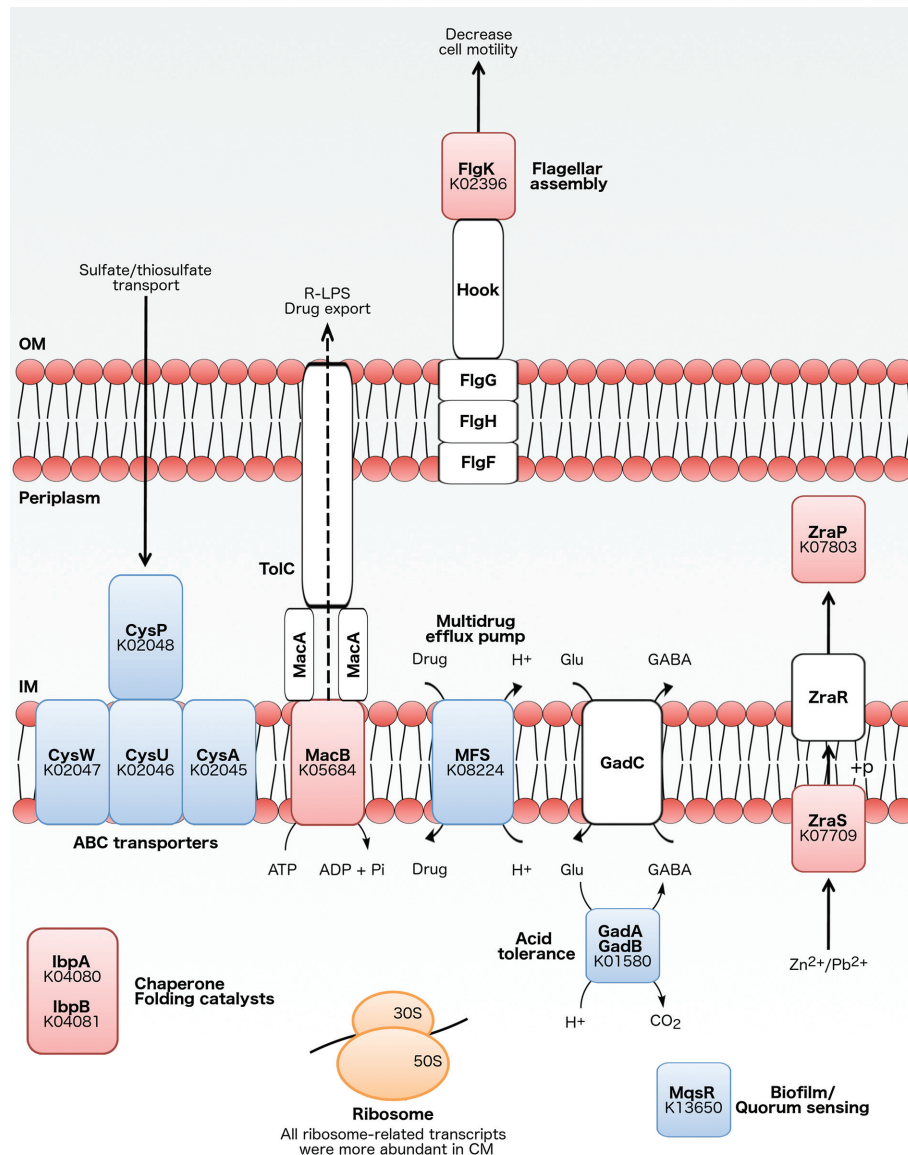 Decrease
cell motility
FlgK
K02396
Flagellar
assembly
Hook
Sulfate/thiosulfate
transport
R-LPS
Drug export
OM
FlgG
FlgH
FlgF
Periplasm
ZraP
K07803
TolC
CysP
K02048
MacA
MacA
Multidrug
efflux pump
Drug
H+
Glu
GABA
IM
ZraR
CysW
K02047
CysU
K02046
CysA
K02045
MacB
K05684
MFS
K08224
GadC
+p
ZraS
K07709
ABC transporters
ATP
ADP + Pi
Drug
H+
Glu
GABA
Acid
tolerance
GadA
GadB
K01580
Zn2+/Pb2+
H+
CO2
IbpA
K04080
IbpB
K04081
Chaperone
Folding catalysts
30S
50S
Ribosome
All ribosome-related transcripts
were more abundant in CM
MqsR
K13650
Biofilm/
Quorum sensing